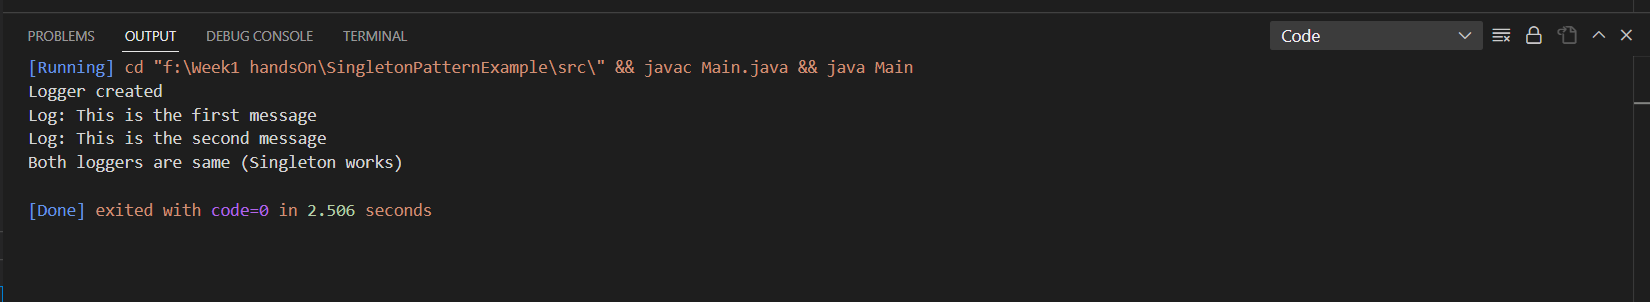 PROBLEMS OUTPUT DEBUG CONSOLE TERMINAL Code
[Running] cd "f:\Week1 handsOn\SingletonPatternExample\src\" && javac Main.java && java Main
Logger created
Log: This is the first message
Log: This is the second message
Both loggers are same (Singleton works)
[Done] exited with code=0 in 2.506 seconds